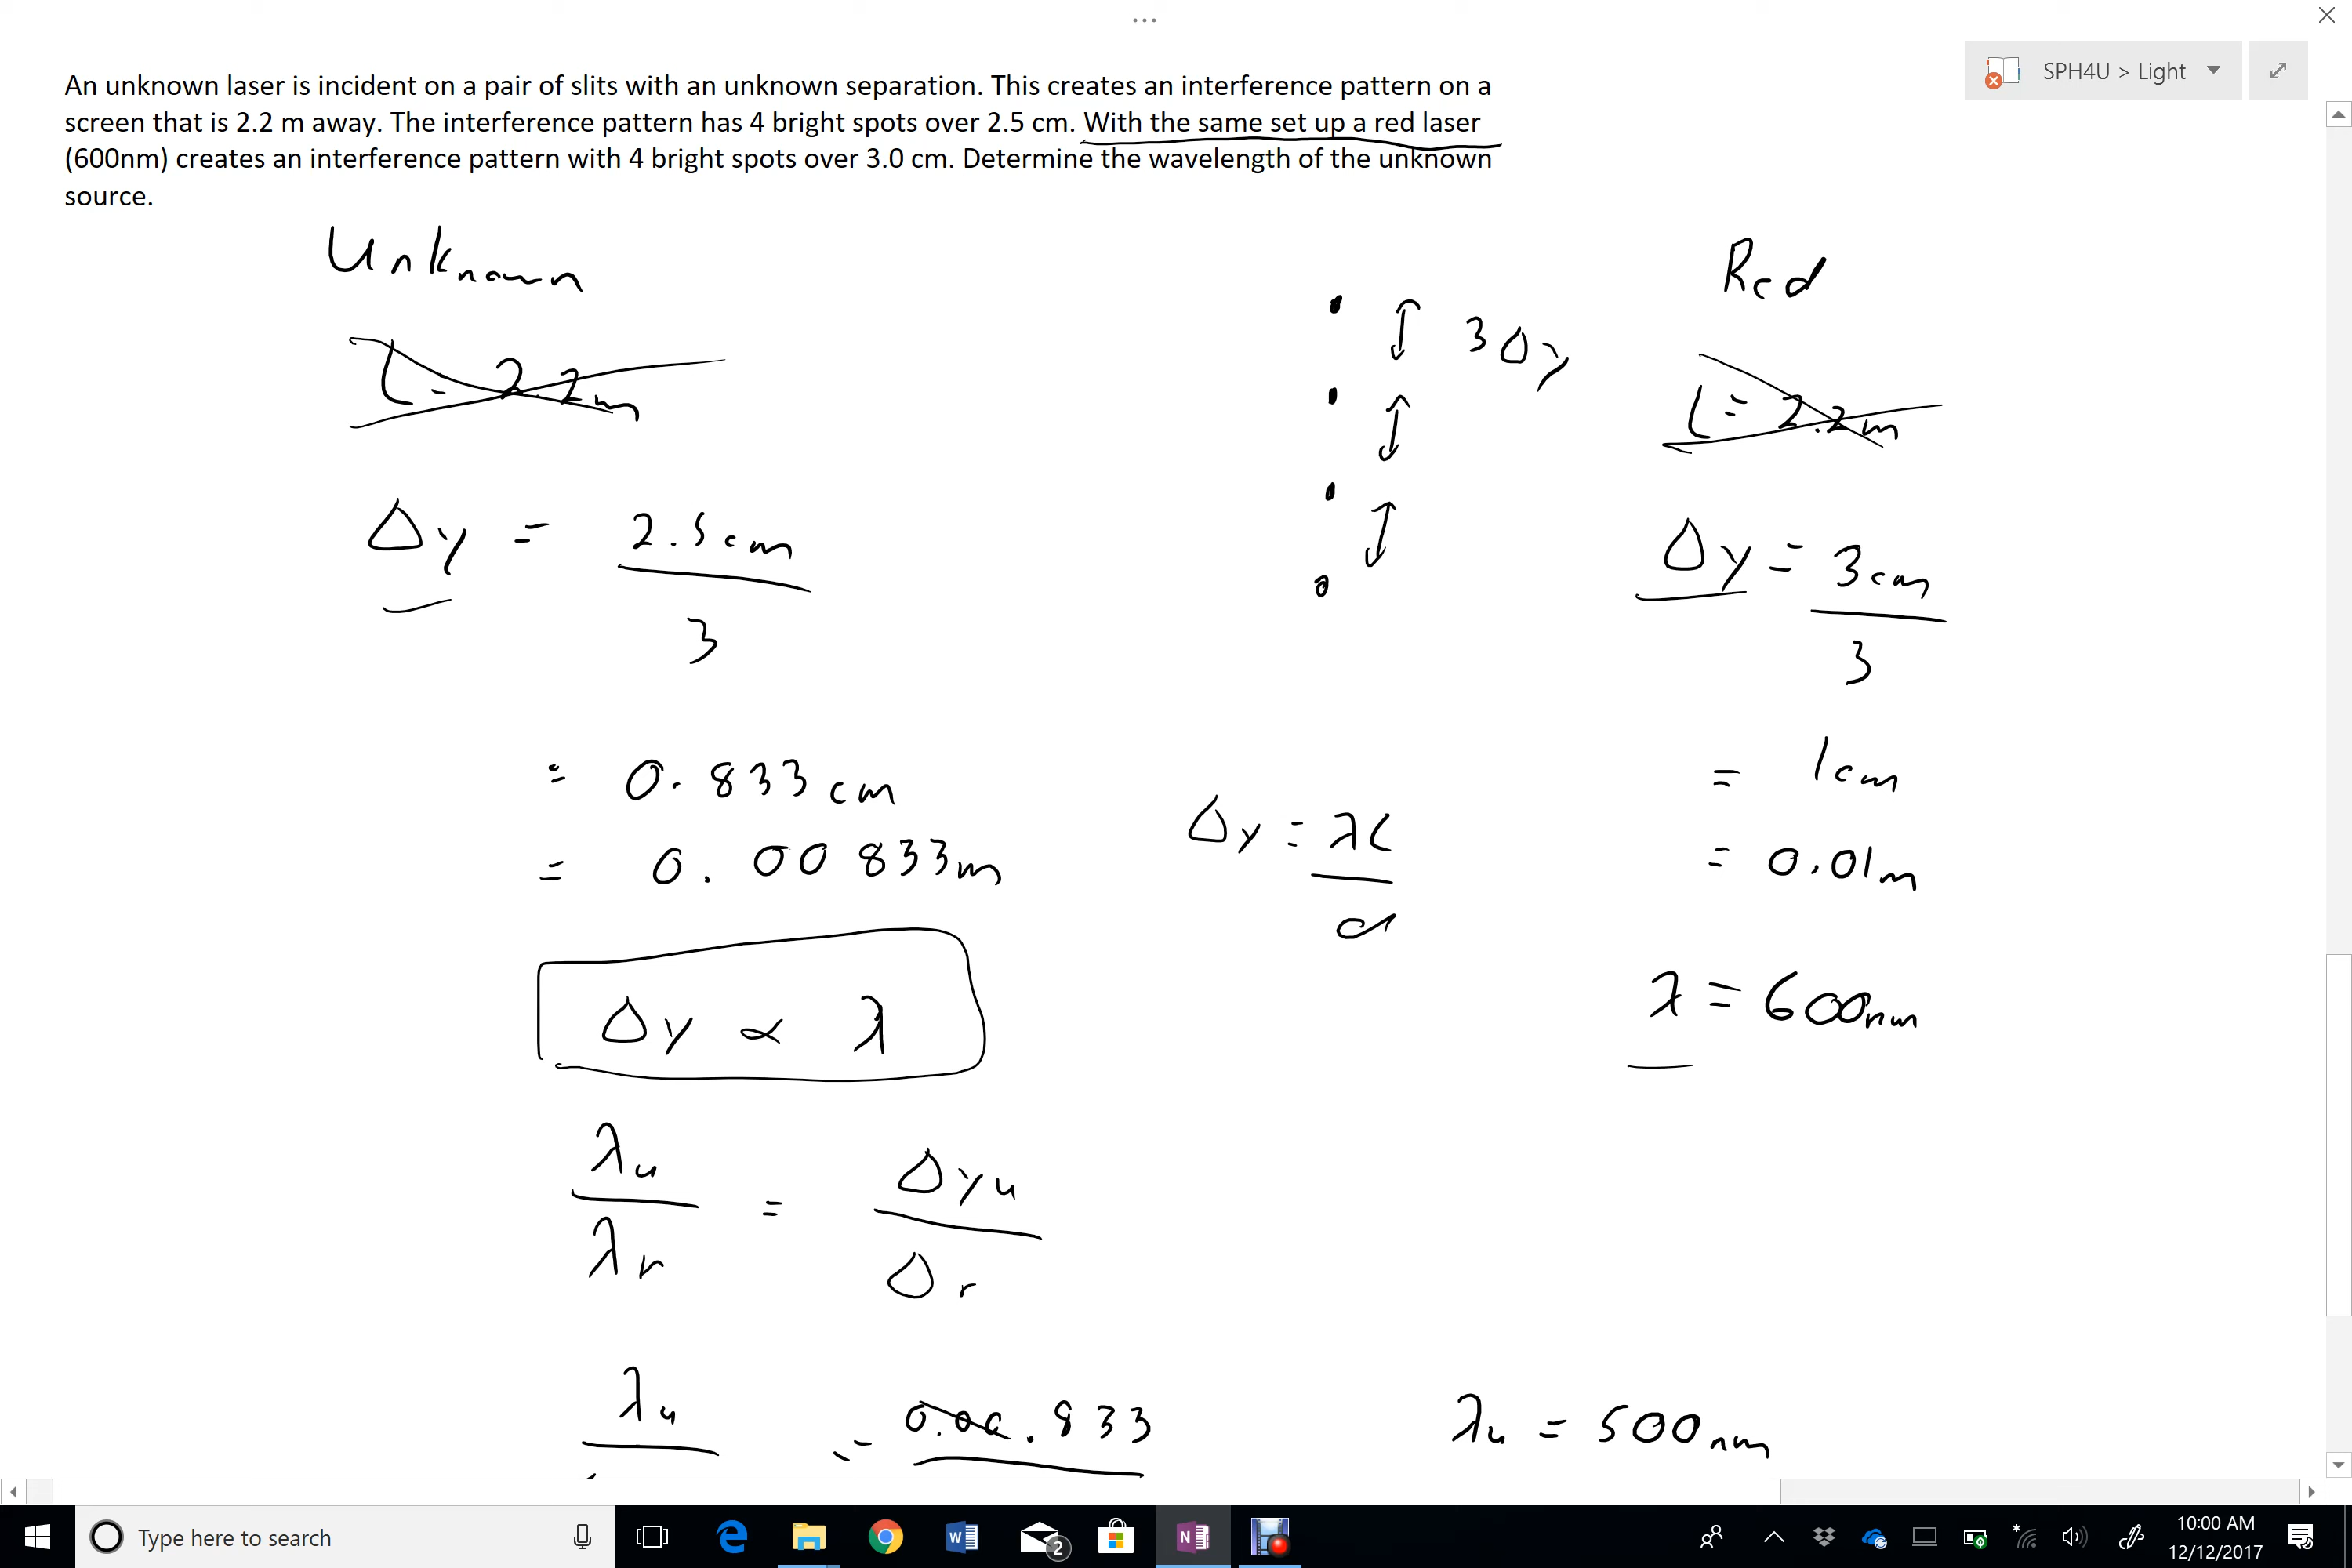 ...
SPH4U > Light
An unknown laser is incident on a pair of slits with an unknown separation. This creates an interference pattern on a
screen that is 2.2 m away. The interference pattern has 4 bright spots over 2.5 cm. With the same set up a red laser
(600nm) creates an interference pattern with 4 bright spots over 3.0 cm. Determine the wavelength of the unknown
source.
Unknown
Red
3Δy
L = 2.2m
L = 2.2m
Δy = 2.5cm
3
Δy = 3cm
3
= 0.833cm
= 1cm
Δy = λL
d
= 0.00833m
= 0.01m
Δy ∝ λ
λ = 600nm
λu = Δyu
λr Δr
λu = 0.00.833
λu = 500nm
Type here to search
2
10:00 AM
12/12/2017